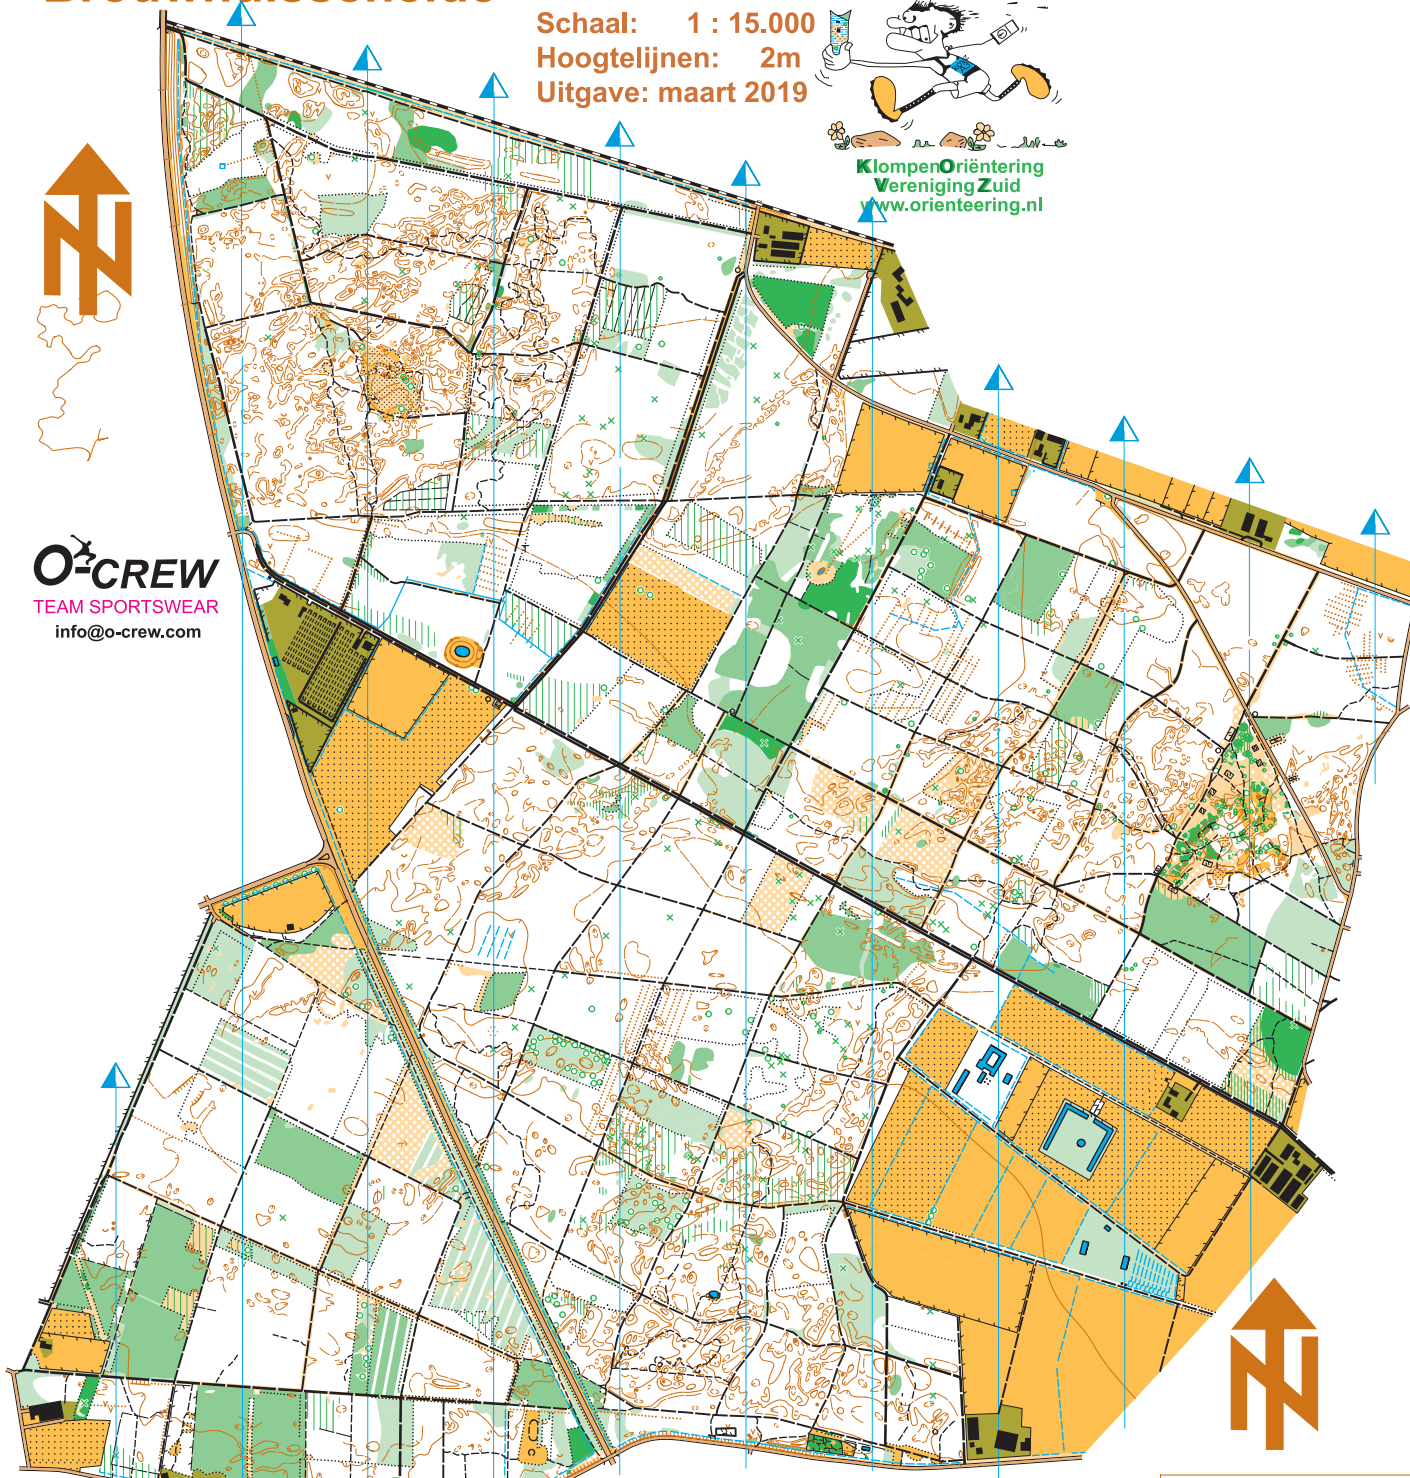 Schaal: 1 : 15.000
Hoogtelijnen: 2m
Uitgave: maart 2019
KlompenOriëntering
Vereniging Zuid
www.orienteering.nl
N
O-CREW
TEAM SPORTSWEAR
info@o-crew.com
N